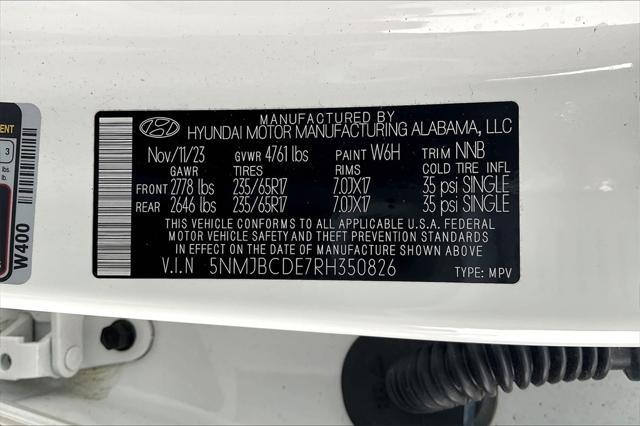 MANUFACTURED BY
HYUNDAI MOTOR MANUFACTURING ALABAMA, LLC
Nov/11/23 GVWR 4761 lbs PAINT W6H TRIM NNB
GAWR TIRES RIMS COLD TIRE INFL
FRONT 2778 lbs 235/65R17 7.0JX17 35 psi SINGLE
REAR 2646 lbs 235/65R17 7.0JX17 35 psi SINGLE
THIS VEHICLE CONFORMS TO ALL APPLICABLE U.S.A. FEDERAL
MOTOR VEHICLE SAFETY AND THEFT PREVENTION STANDARDS
IN EFFECT ON THE DATE OF MANUFACTURE SHOWN ABOVE
V.I.N 5NMJBCDE7RH350826 TYPE: MPV
3
lbs.
lb.
W400